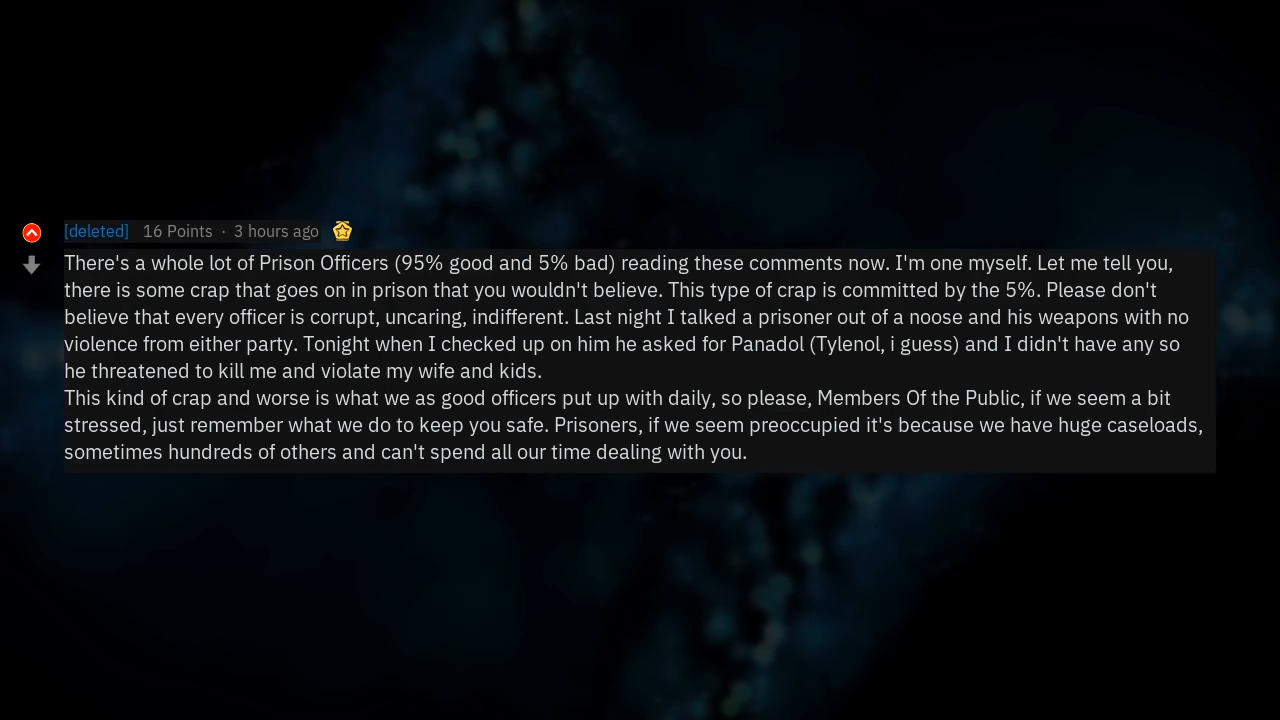 [deleted] 16 Points · 3 hours ago
There's a whole lot of Prison Officers (95% good and 5% bad) reading these comments now. I'm one myself. Let me tell you,
there is some crap that goes on in prison that you wouldn't believe. This type of crap is committed by the 5%. Please don't
believe that every officer is corrupt, uncaring, indifferent. Last night I talked a prisoner out of a noose and his weapons with no
violence from either party. Tonight when I checked up on him he asked for Panadol (Tylenol, i guess) and I didn't have any so
he threatened to kill me and violate my wife and kids.
This kind of crap and worse is what we as good officers put up with daily, so please, Members Of the Public, if we seem a bit
stressed, just remember what we do to keep you safe. Prisoners, if we seem preoccupied it's because we have huge caseloads,
sometimes hundreds of others and can't spend all our time dealing with you.